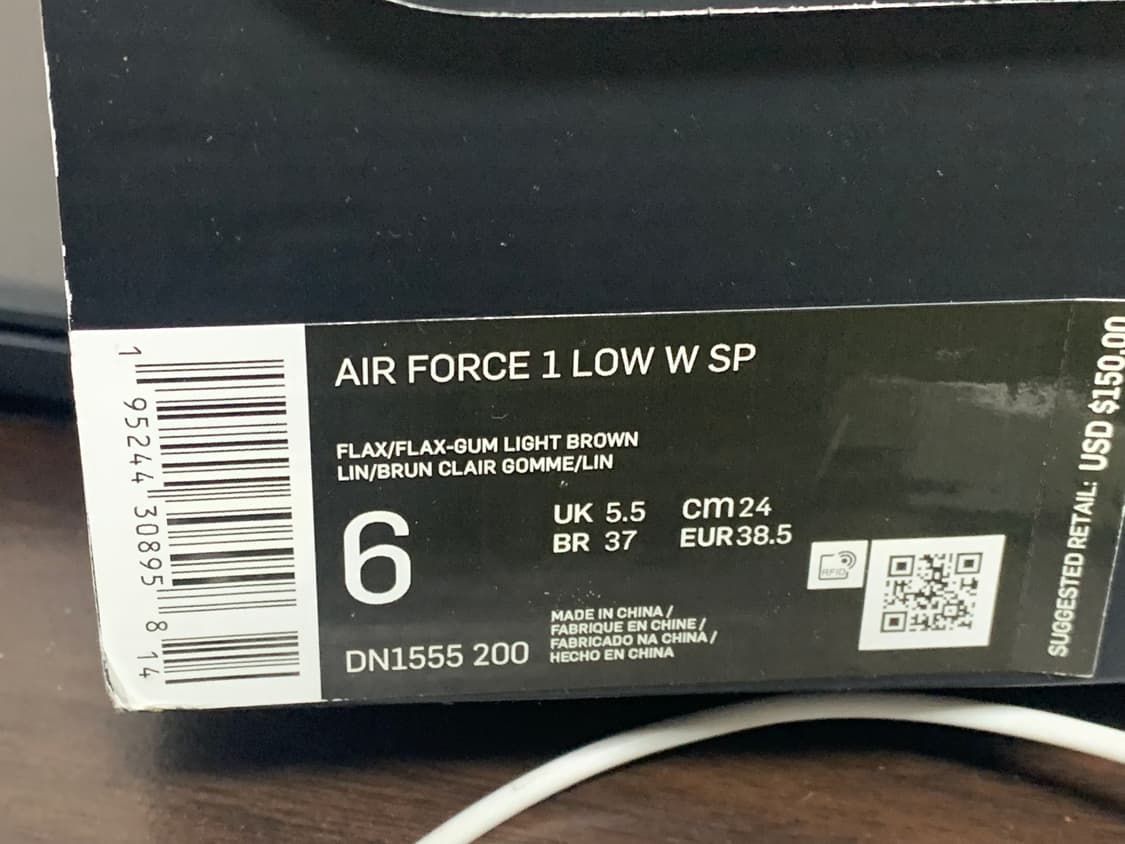 AIR FORCE 1 LOW W SP
FLAX/FLAX-GUM LIGHT BROWN
LIN/BRUN CLAIR GOMME/LIN
6
UK 5.5 cm 24
BR 37 EUR 38.5
DN1555 200
MADE IN CHINA /
FABRIQUE EN CHINE /
FABRICADO NA CHINA /
HECHO EN CHINA
RFID
SUGGESTED RETAIL: USD $150.00
1 95244 30895 8 14